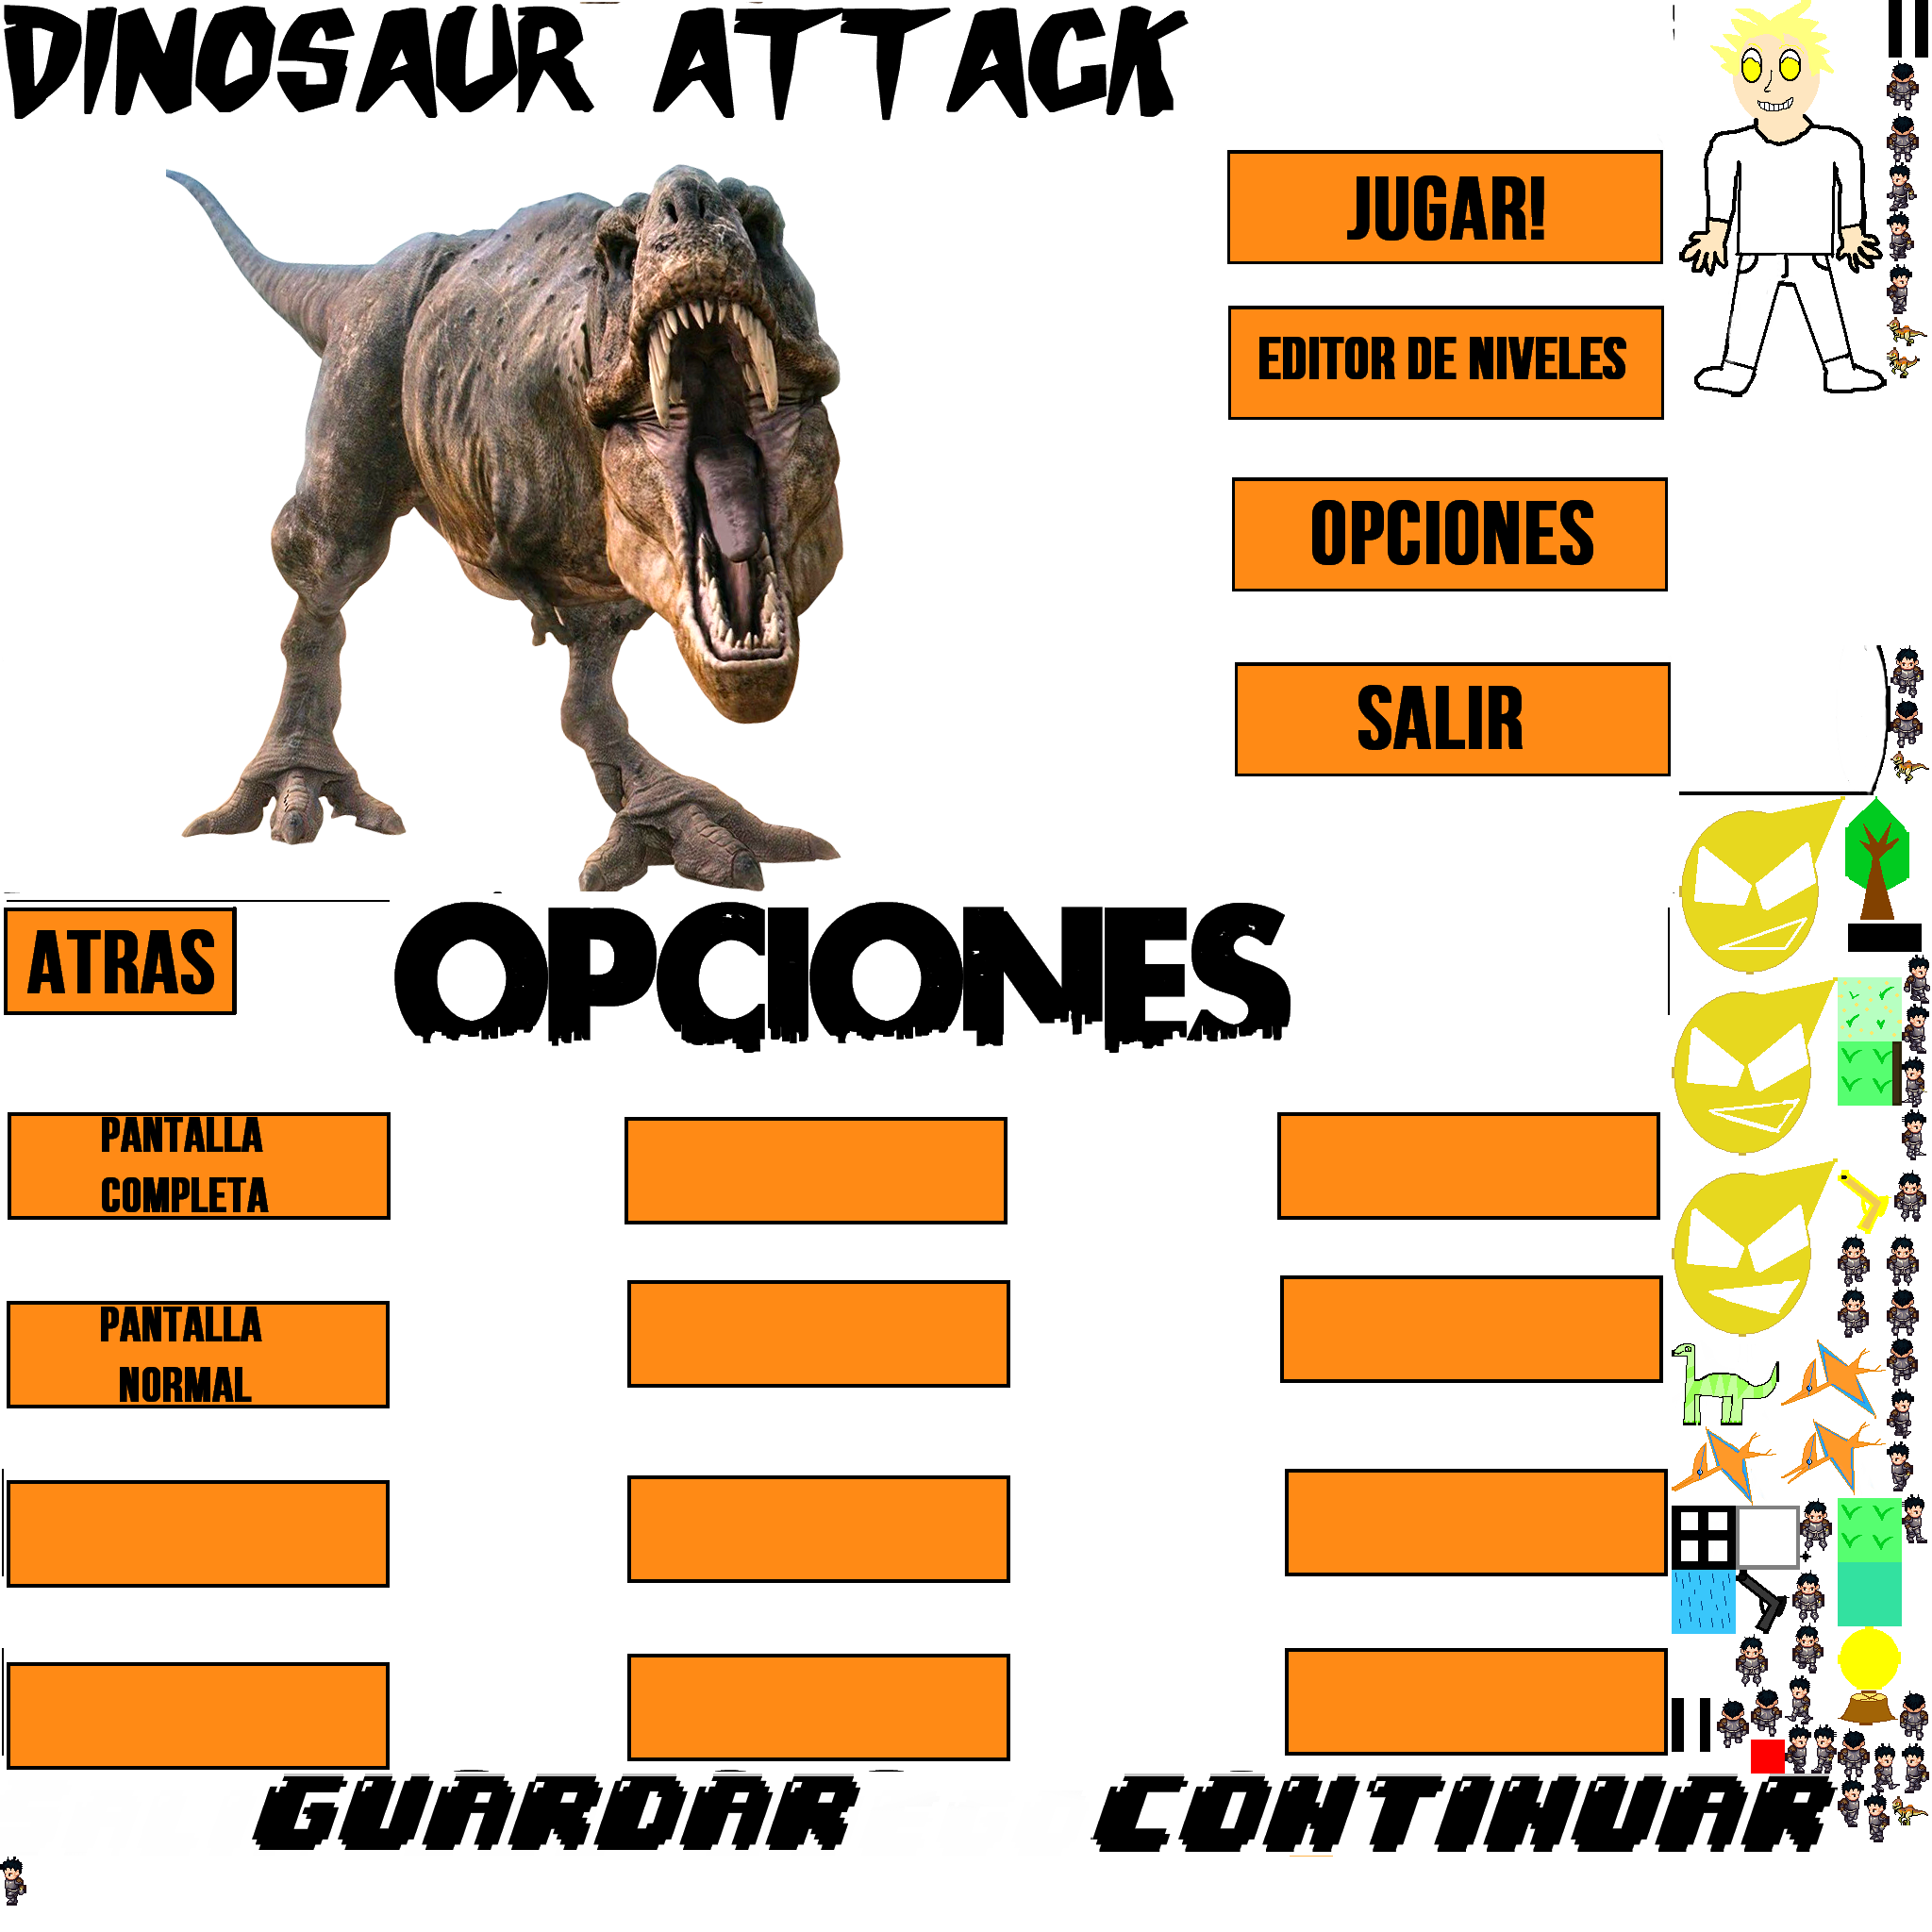 DINOSAUR ATTACK
JUGAR!
EDITOR DE NIVELES
OPCIONES
SALIR
ATRAS
OPCIONES
PANTALLA
COMPLETA
PANTALLA
NORMAL
GUARDAR
CONTINUAR